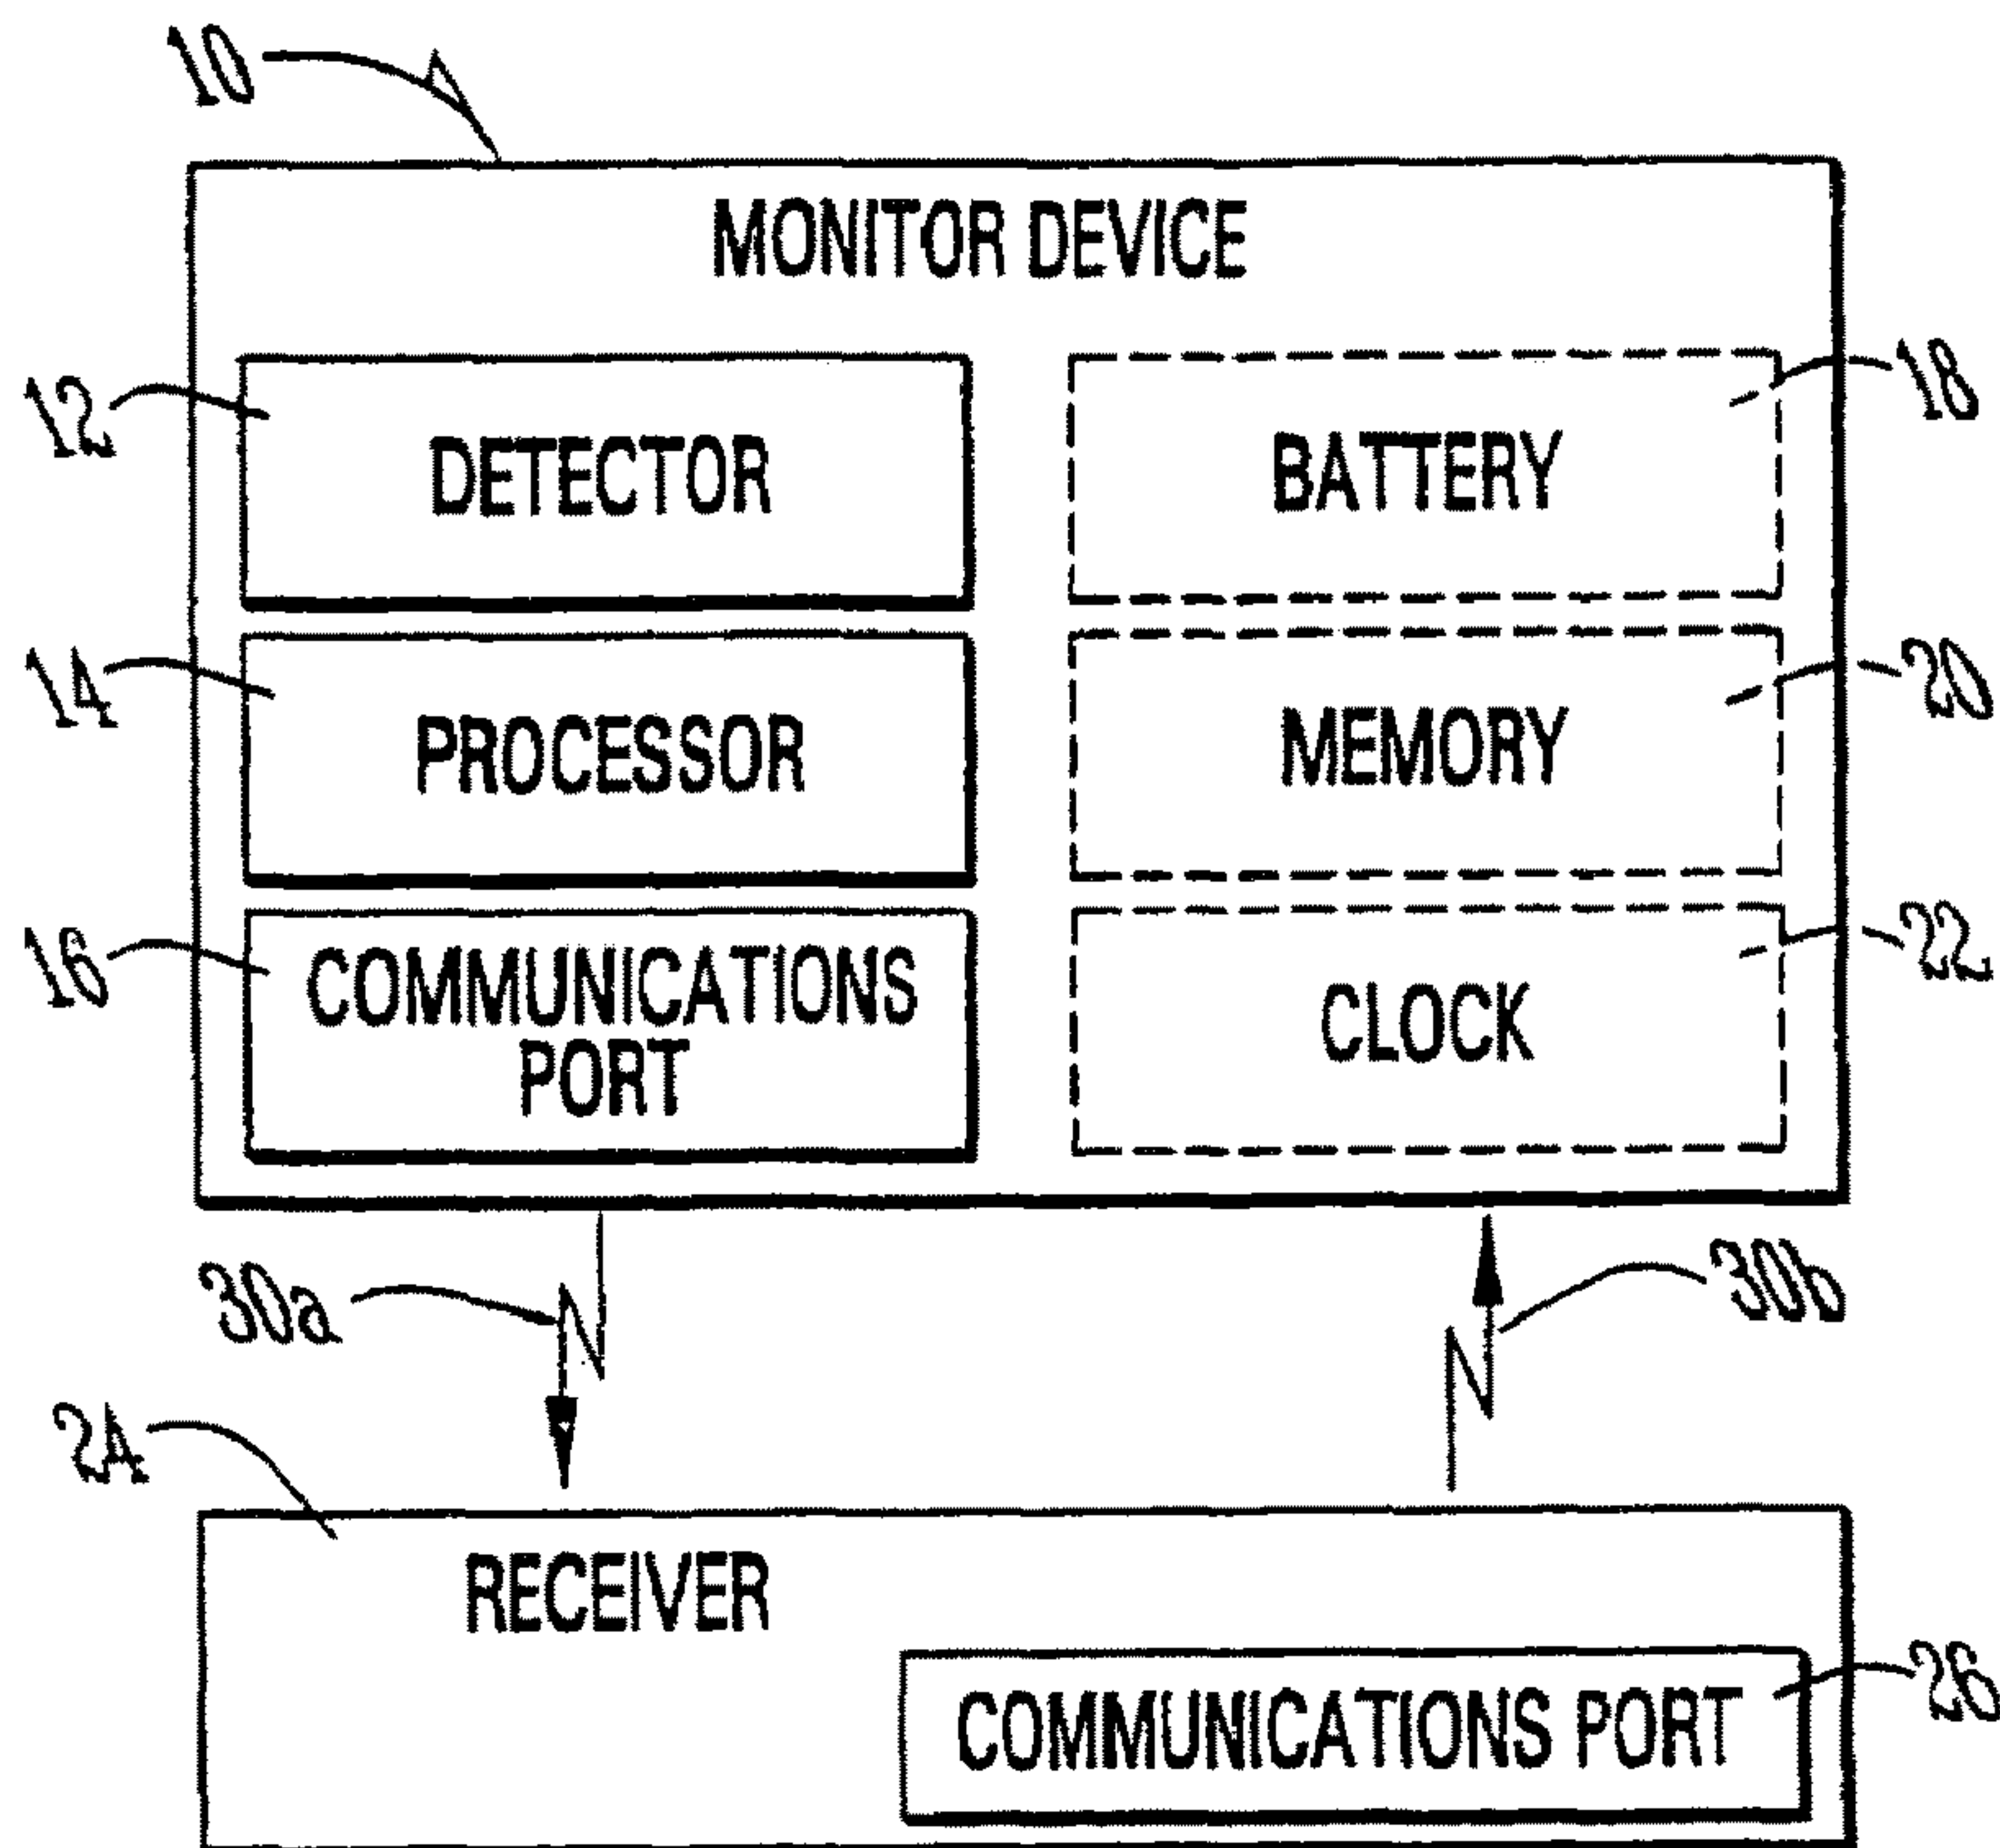 10
MONITOR DEVICE
12
DETECTOR
BATTERY
18
14
PROCESSOR
MEMORY
20
16
COMMUNICATIONS
PORT
CLOCK
22
30a
30b
24
RECEIVER
COMMUNICATIONS PORT
26